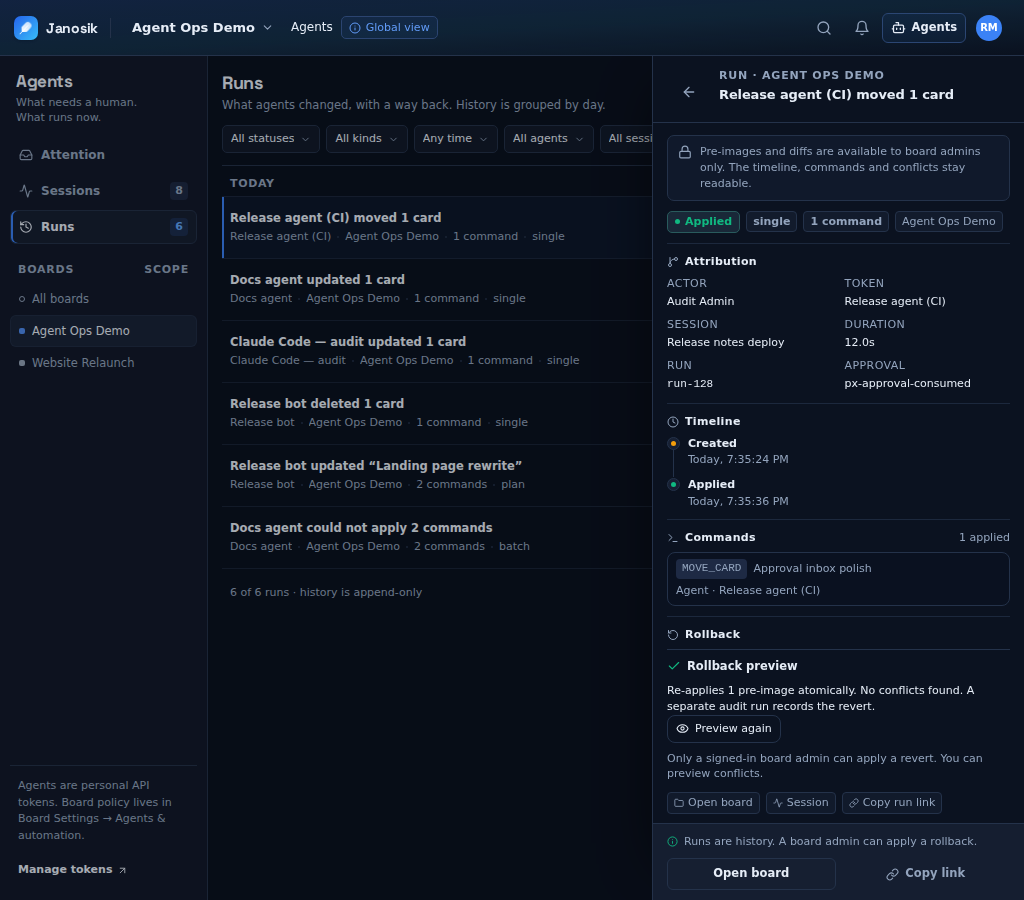 Janosik
Agent Ops Demo
Agents
Global view
Agents
RM
Agents
What needs a human.
What runs now.
Attention
Sessions 8
Runs 6
BOARDS SCOPE
All boards
Agent Ops Demo
Website Relaunch
Agents are personal API
tokens. Board policy lives in
Board Settings → Agents &
automation.
Manage tokens
Runs
What agents changed, with a way back. History is grouped by day.
All statuses
All kinds
Any time
All agents
All sessi
TODAY
Release agent (CI) moved 1 card
Release agent (CI) · Agent Ops Demo · 1 command · single
Docs agent updated 1 card
Docs agent · Agent Ops Demo · 1 command · single
Claude Code — audit updated 1 card
Claude Code — audit · Agent Ops Demo · 1 command · single
Release bot deleted 1 card
Release bot · Agent Ops Demo · 1 command · single
Release bot updated “Landing page rewrite”
Release bot · Agent Ops Demo · 2 commands · plan
Docs agent could not apply 2 commands
Docs agent · Agent Ops Demo · 2 commands · batch
6 of 6 runs · history is append-only
RUN · AGENT OPS DEMO
Release agent (CI) moved 1 card
Pre-images and diffs are available to board admins
only. The timeline, commands and conflicts stay
readable.
Applied
single
1 command
Agent Ops Demo
Attribution
ACTOR TOKEN
Audit Admin Release agent (CI)
SESSION DURATION
Release notes deploy 12.0s
RUN APPROVAL
run-128 px-approval-consumed
Timeline
Created
Today, 7:35:24 PM
Applied
Today, 7:35:36 PM
Commands 1 applied
MOVE_CARD Approval inbox polish
Agent · Release agent (CI)
Rollback
Rollback preview
Re-applies 1 pre-image atomically. No conflicts found. A
separate audit run records the revert.
Preview again
Only a signed-in board admin can apply a revert. You can
preview conflicts.
Open board
Session
Copy run link
Runs are history. A board admin can apply a rollback.
Open board
Copy link